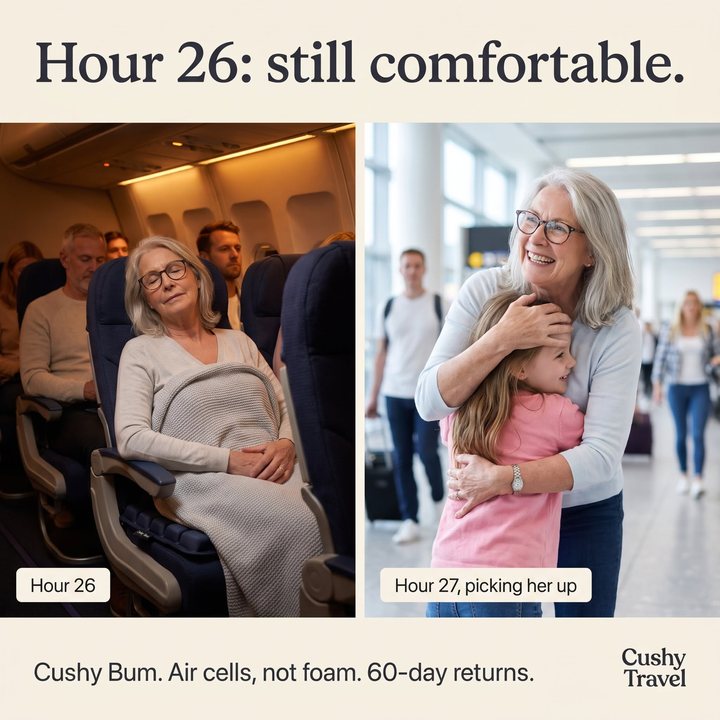 Hour 26: still comfortable.
Hour 26
Hour 27, picking her up
Cushy Bum. Air cells, not foam. 60-day returns.
Cushy
Travel